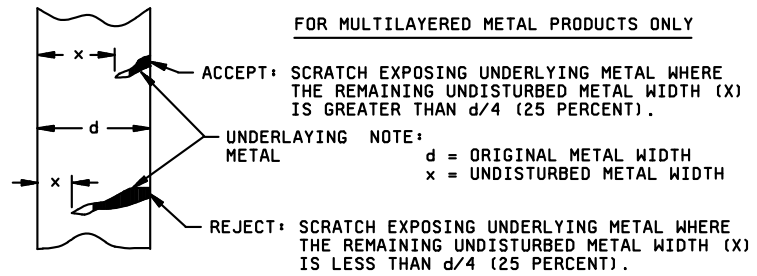 FOR MULTILAYERED METAL PRODUCTS ONLY
x
ACCEPT: SCRATCH EXPOSING UNDERLYING METAL WHERE
THE REMAINING UNDISTURBED METAL WIDTH (X)
IS GREATER THAN d/4 (25 PERCENT).
d
UNDERLAYING NOTE:
METAL
d = ORIGINAL METAL WIDTH
x = UNDISTURBED METAL WIDTH
x
REJECT: SCRATCH EXPOSING UNDERLYING METAL WHERE
THE REMAINING UNDISTURBED METAL WIDTH (X)
IS LESS THAN d/4 (25 PERCENT).